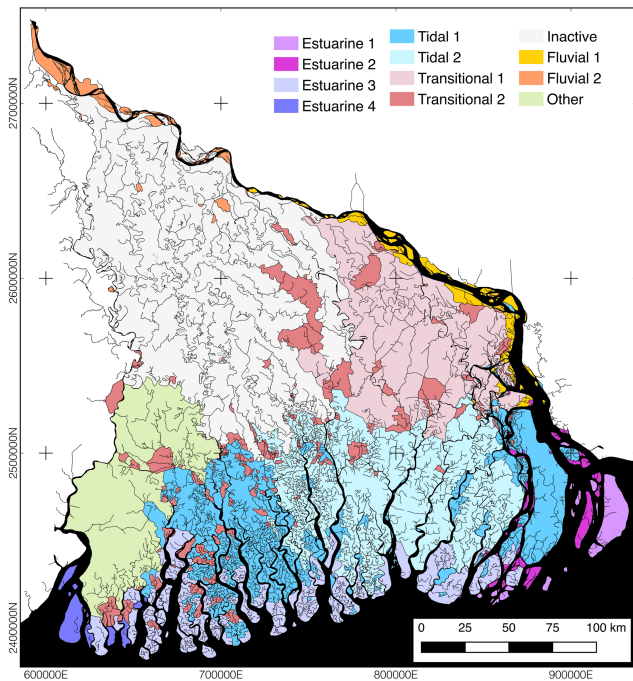 Estuarine 1
Estuarine 2
Estuarine 3
Estuarine 4
Tidal 1
Tidal 2
Transitional 1
Transitional 2
Inactive
Fluvial 1
Fluvial 2
Other
2700000N
2600000N
2500000N
2400000N
0 25 50 75 100 km
600000E 700000E 800000E 900000E